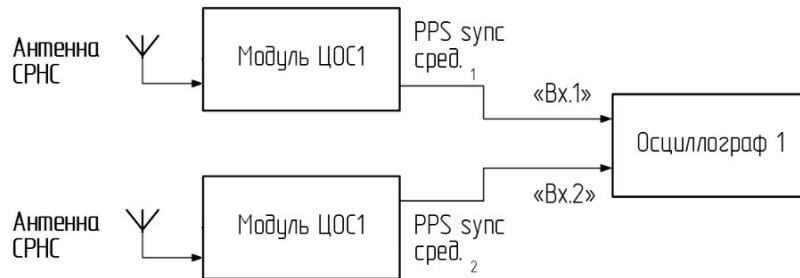 Антенна
СРНС
Модуль ЦОС1
PPS sync
сред. 1
«Вх.1»
Осциллограф 1
«Вх.2»
Антенна
СРНС
Модуль ЦОС1
PPS sync
сред. 2